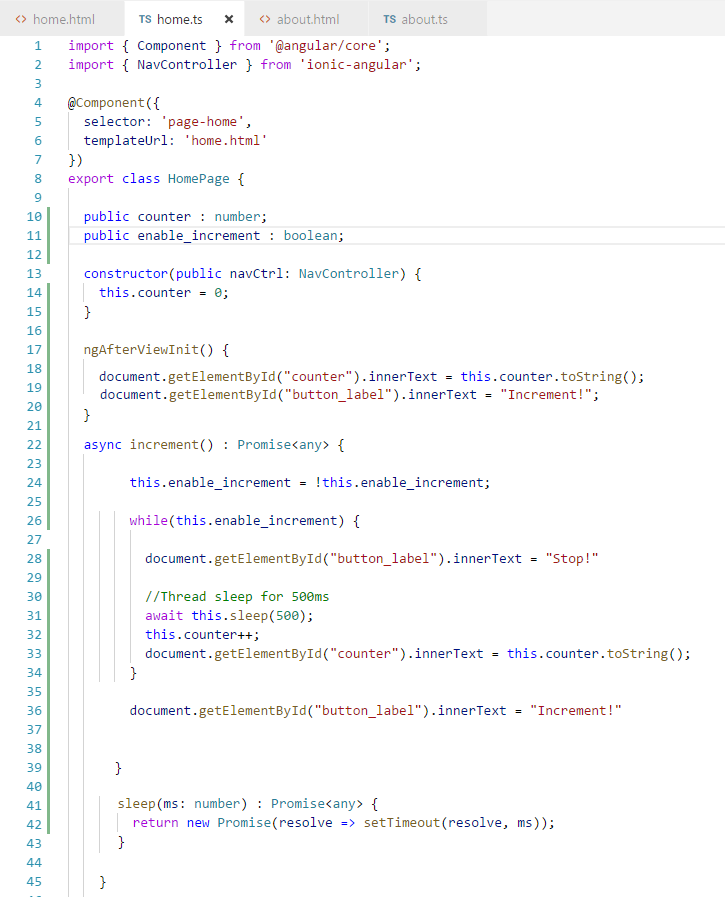 <> home.html TS home.ts × <> about.html TS about.ts
1 import { Component } from '@angular/core';
2 import { NavController } from 'ionic-angular';
3
4 @Component({
5 selector: 'page-home',
6 templateUrl: 'home.html'
7 })
8 export class HomePage {
9
10 public counter : number;
11 public enable_increment : boolean;
12
13 constructor(public navCtrl: NavController) {
14 this.counter = 0;
15 }
16
17 ngAfterViewInit() {
18 document.getElementById("counter").innerText = this.counter.toString();
19 document.getElementById("button_label").innerText = "Increment!";
20 }
21
22 async increment() : Promise<any> {
23
24 this.enable_increment = !this.enable_increment;
25
26 while(this.enable_increment) {
27
28 document.getElementById("button_label").innerText = "Stop!"
29
30 //Thread sleep for 500ms
31 await this.sleep(500);
32 this.counter++;
33 document.getElementById("counter").innerText = this.counter.toString();
34 }
35
36 document.getElementById("button_label").innerText = "Increment!"
37
38
39 }
40
41 sleep(ms: number) : Promise<any> {
42 return new Promise(resolve => setTimeout(resolve, ms));
43 }
44
45 }